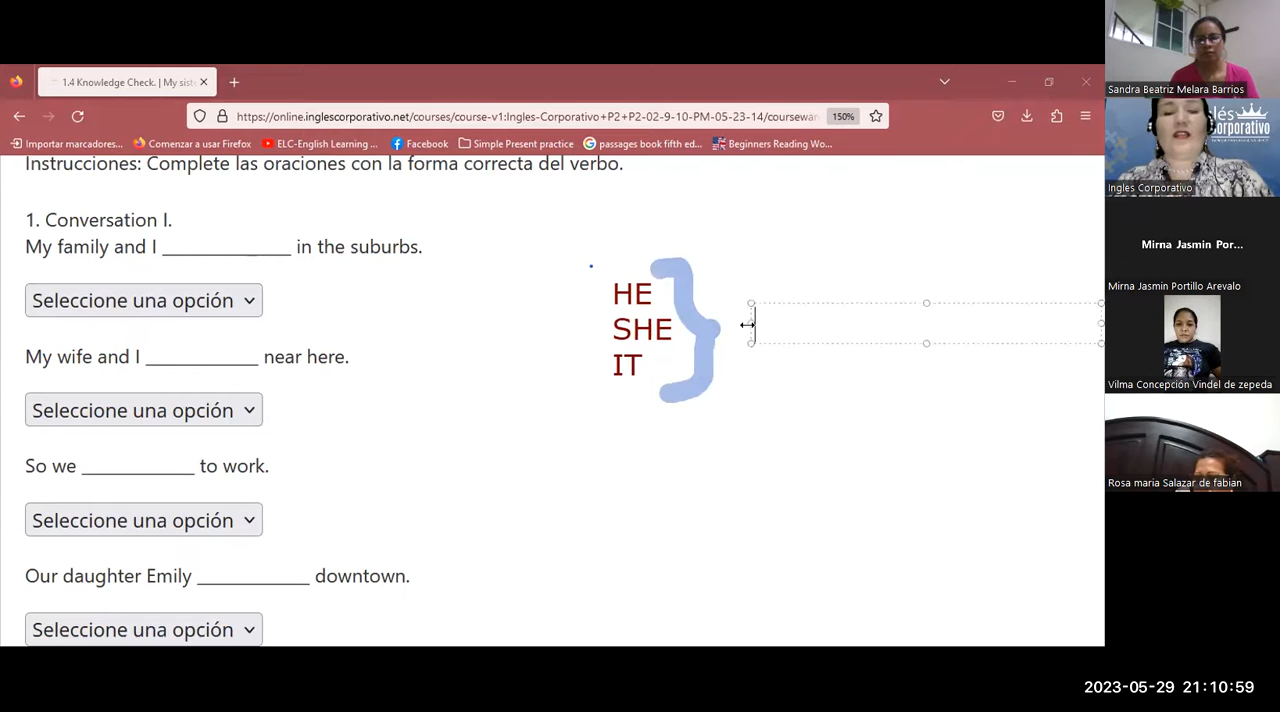 1.4 Knowledge Check. | My sist
https://online.inglescorporativo.net/courses/course-v1:Ingles-Corporativo+P2+P2-02-9-10-PM-05-23-14/coursewar
150%
Importar marcadores...
Comenzar a usar Firefox
ELC-English Learning ...
Facebook
Simple Present practice
passages book fifth ed...
Beginners Reading Wo...
Instrucciones: Complete las oraciones con la forma correcta del verbo.
1. Conversation I.
My family and I _____________ in the suburbs.
Seleccione una opción
My wife and I ___________ near here.
Seleccione una opción
So we ___________ to work.
Seleccione una opción
Our daughter Emily ___________ downtown.
Seleccione una opción
HE
SHE
IT
Sandra Beatriz Melara Barrios
lés
Corporativo
Ingles Corporativo
Mirna Jasmin Por...
Mirna Jasmin Portillo Arevalo
Vilma Concepción Vindel de zepeda
Rosa maria Salazar de fabian
2023-05-29 21:10:59